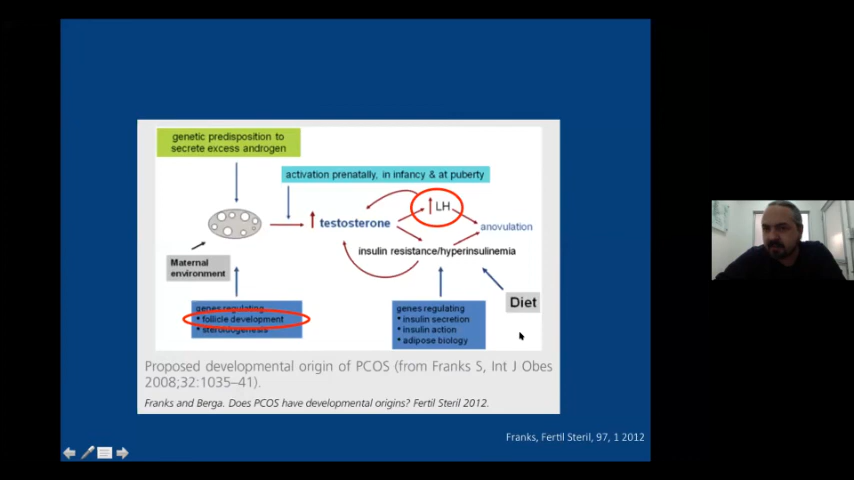 genetic predisposition to
secrete excess androgen
activation prenatally, in infancy & at puberty
LH
testosterone
anovulation
insulin resistance/hyperinsulinemia
Maternal
environment
Diet
genes regulating
• follicle development
• steroidogenesis
genes regulating
• insulin secretion
• insulin action
• adipose biology
Proposed developmental origin of PCOS (from Franks S, Int J Obes
2008;32:1035–41).
Franks and Berga. Does PCOS have developmental origins? Fertil Steril 2012.
Franks, Fertil Steril, 97, 1 2012